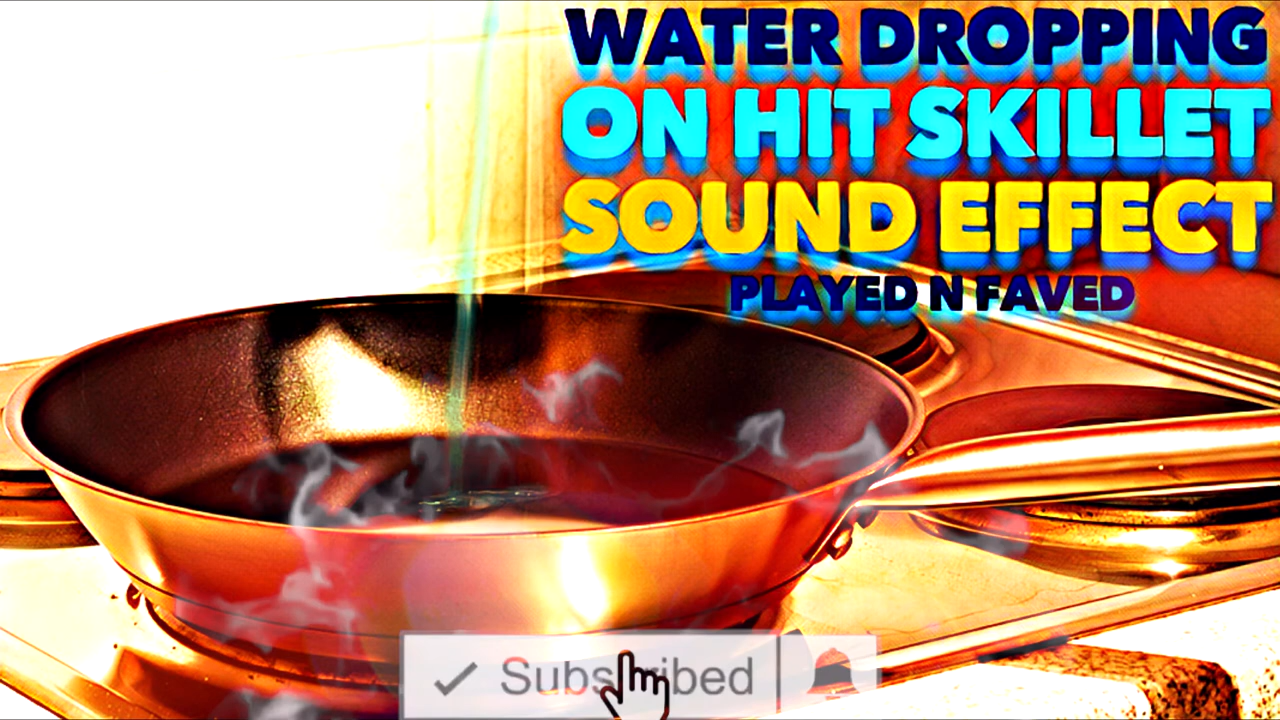 WATER DROPPING
ON HIT SKILLET
SOUND EFFECT
PLAYED N FAVED
Subscribed